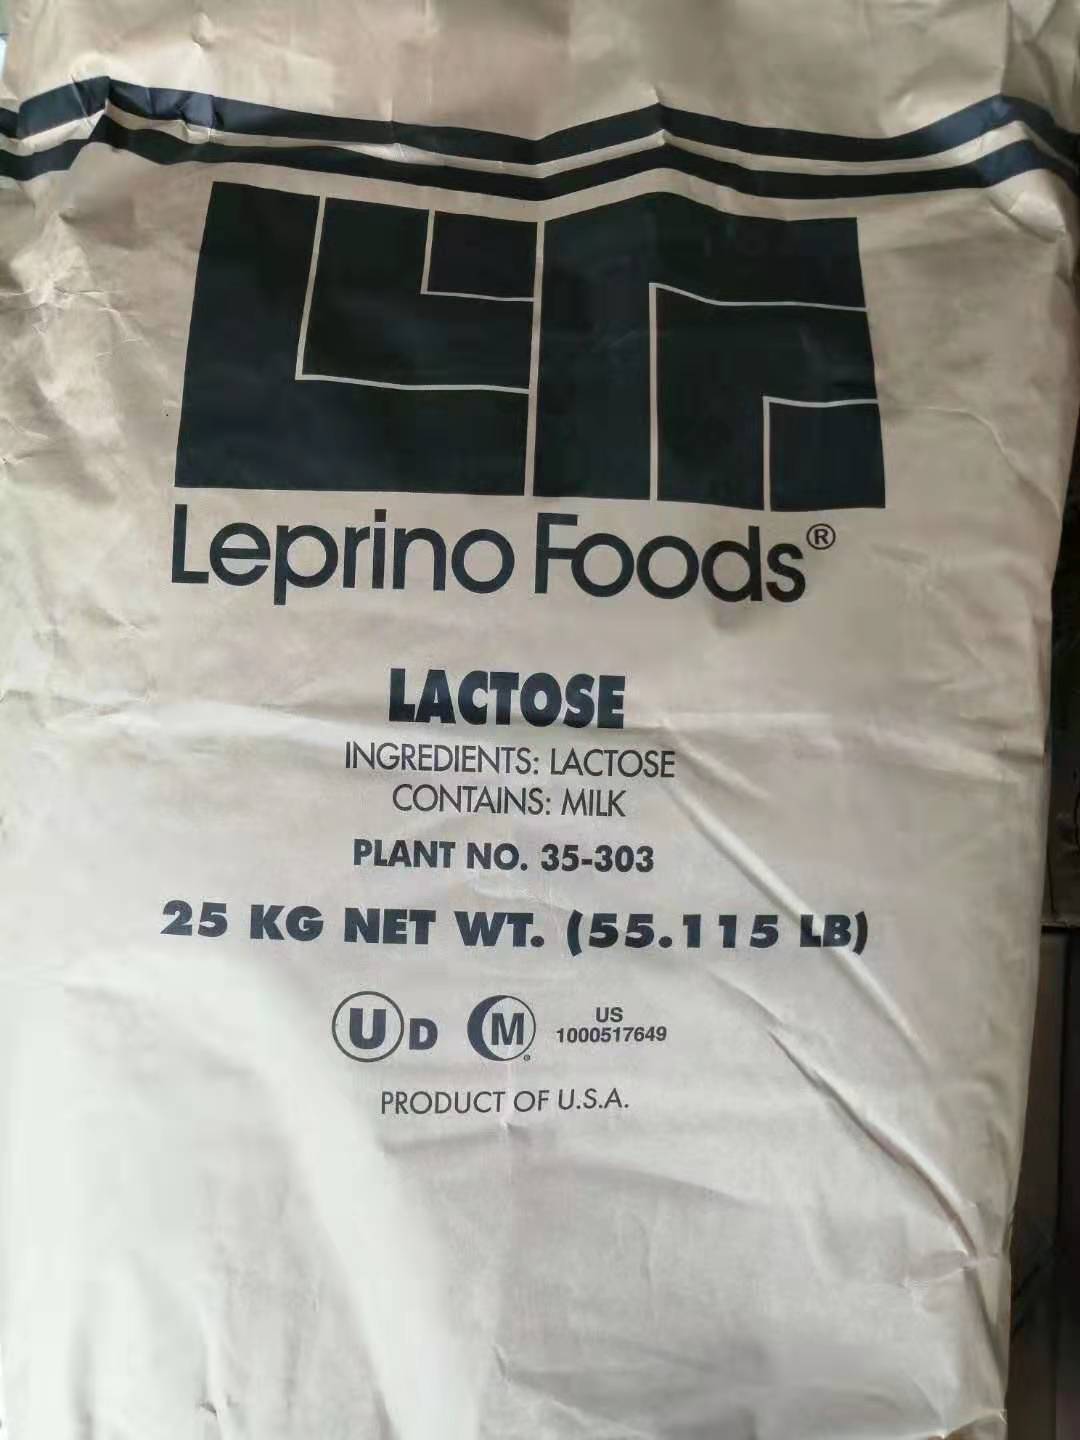 Leprino Foods®
LACTOSE
INGREDIENTS: LACTOSE
CONTAINS: MILK
PLANT NO. 35-303
25 KG NET WT. (55.115 LB)
U D CM® US
1000517649
PRODUCT OF U.S.A.